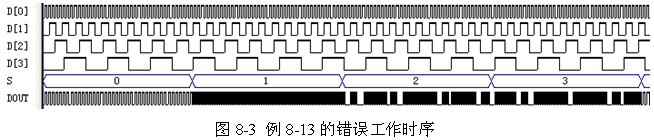 D[0]
D[1]
D[2]
D[3]
S 0 1 2 3
DOUT
图 8-3 例 8-13 的错误工作时序